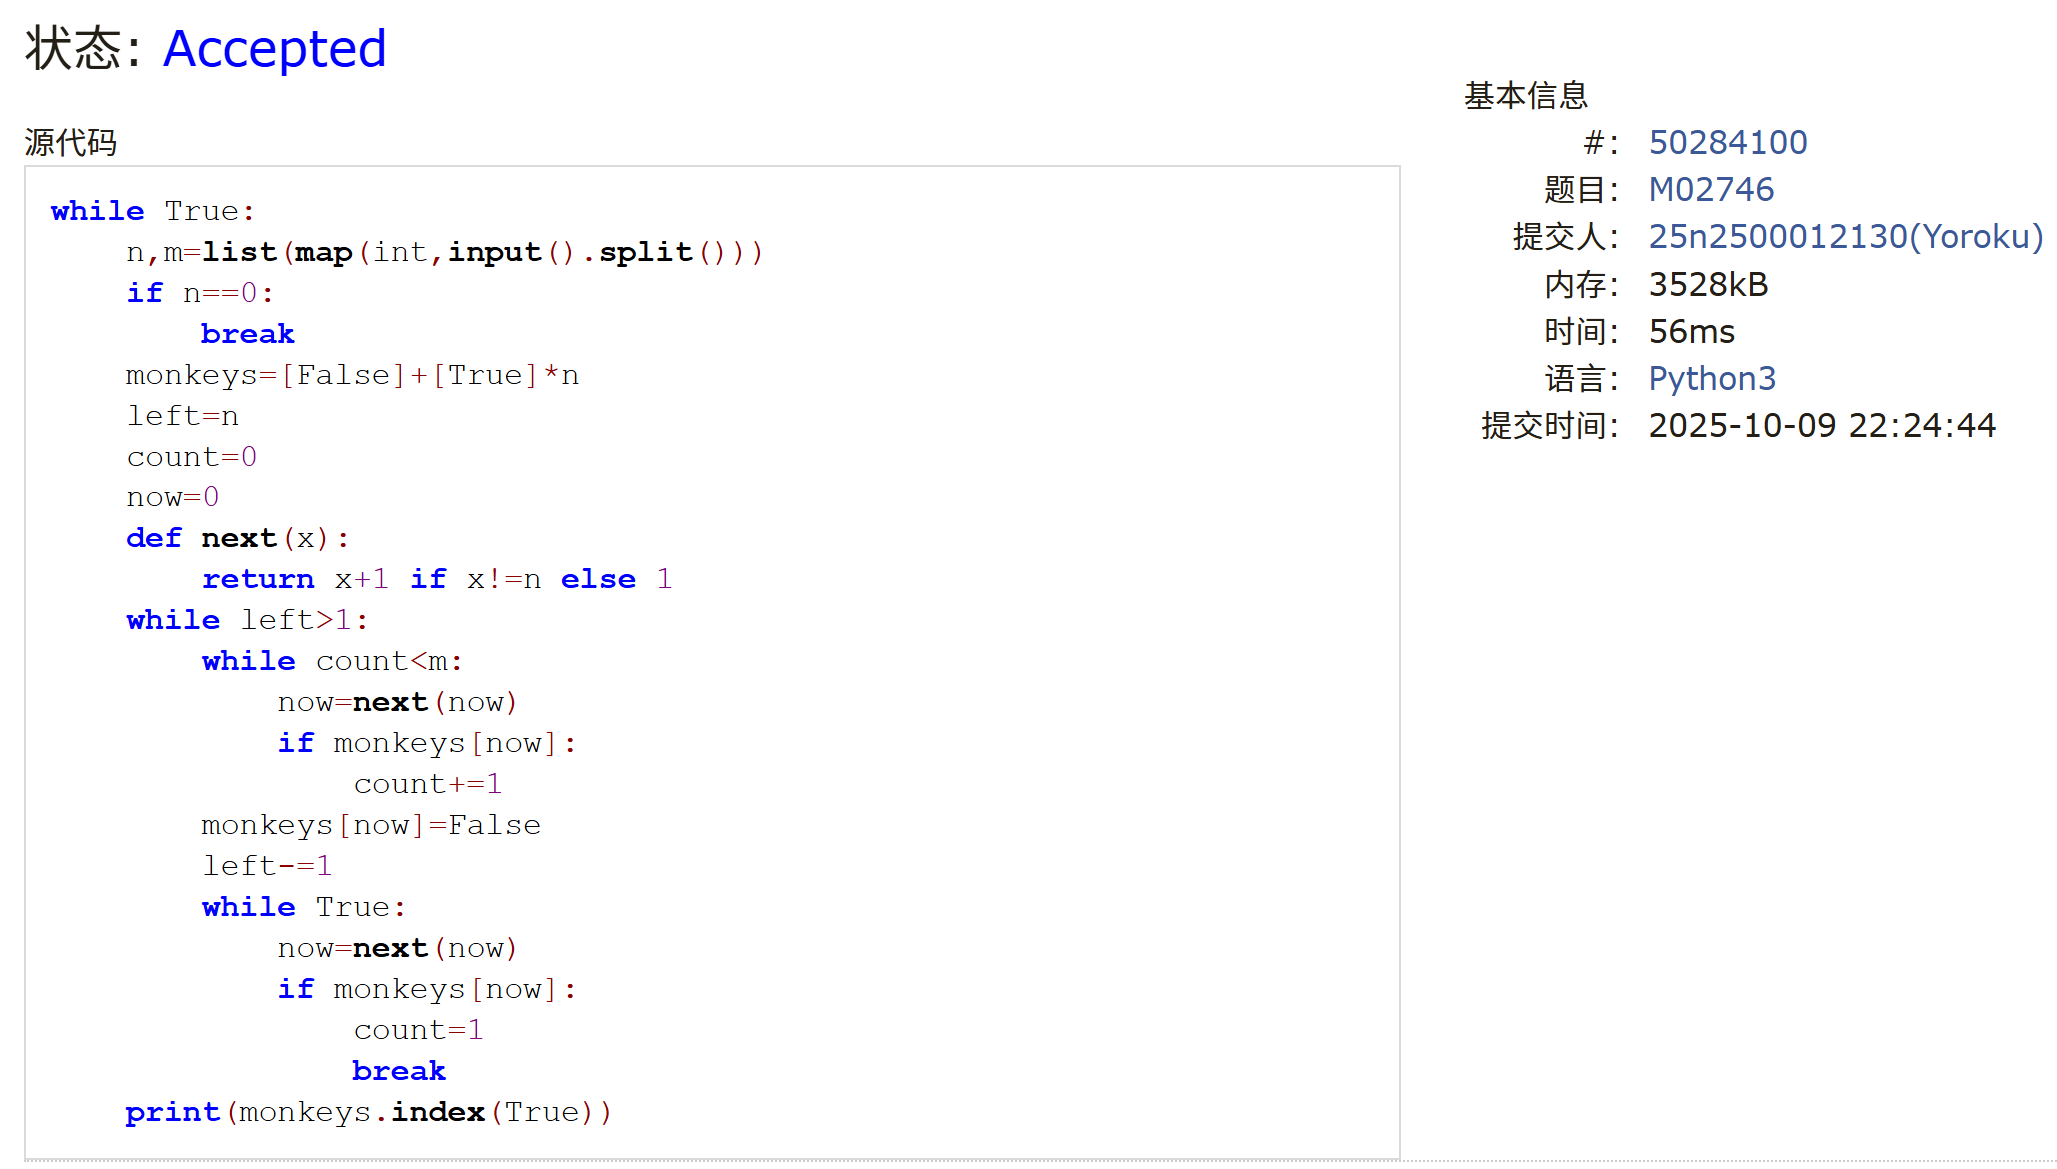 状态: Accepted
源代码
while True:
    n,m=list(map(int,input().split()))
    if n==0:
        break
    monkeys=[False]+[True]*n
    left=n
    count=0
    now=0
    def next(x):
        return x+1 if x!=n else 1
    while left>1:
        while count<m:
            now=next(now)
            if monkeys[now]:
                count+=1
        monkeys[now]=False
        left-=1
        while True:
            now=next(now)
            if monkeys[now]:
                count=1
                break
    print(monkeys.index(True))
基本信息
#: 50284100
题目: M02746
提交人: 25n2500012130(Yoroku)
内存: 3528kB
时间: 56ms
语言: Python3
提交时间: 2025-10-09 22:24:44